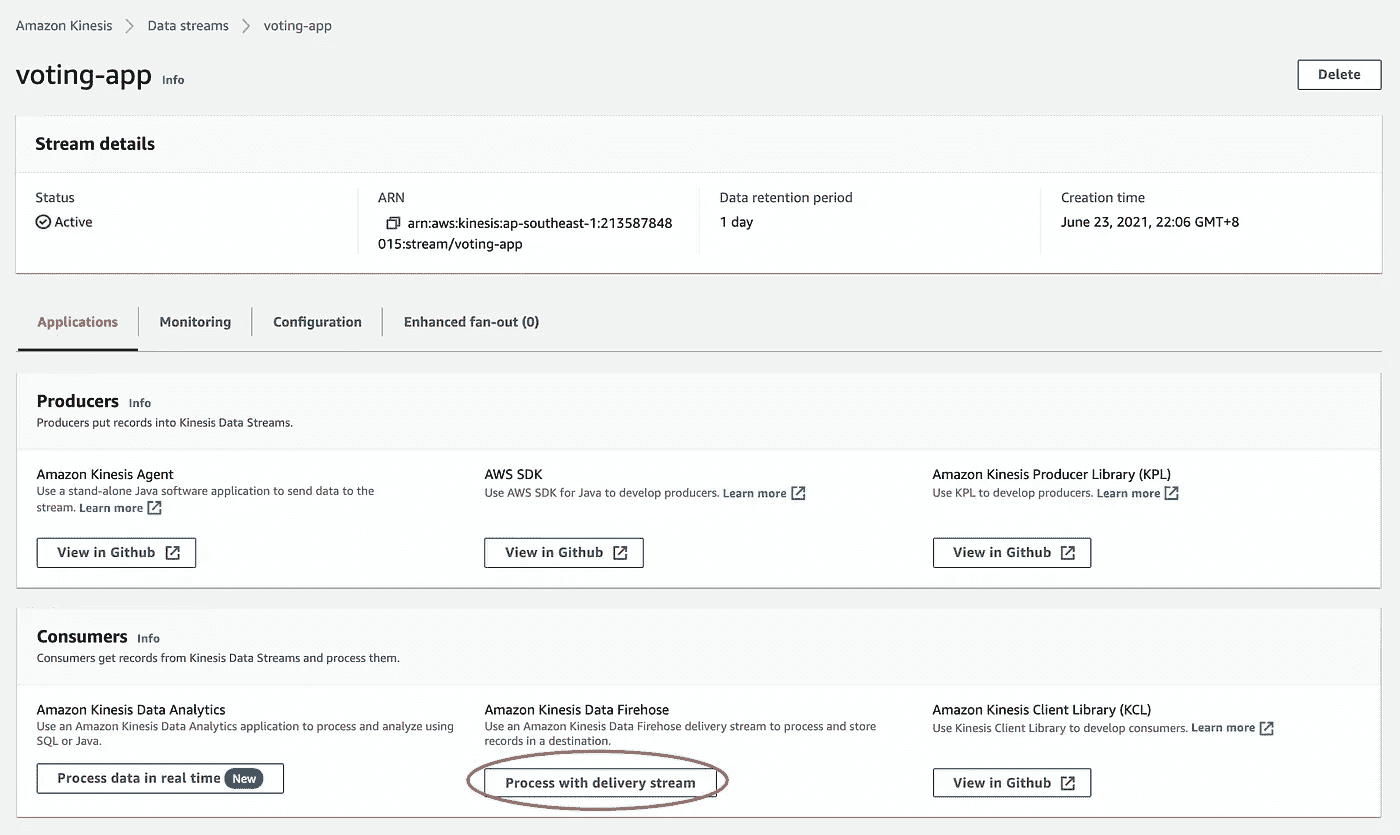 Amazon Kinesis > Data streams > voting-app
voting-app Info
Delete
Stream details
Status
Active
ARN
arn:aws:kinesis:ap-southeast-1:213587848
015:stream/voting-app
Data retention period
1 day
Creation time
June 23, 2021, 22:06 GMT+8
Applications
Monitoring
Configuration
Enhanced fan-out (0)
Producers Info
Producers put records into Kinesis Data Streams.
Amazon Kinesis Agent
Use a stand-alone Java software application to send data to the
stream. Learn more
View in Github
AWS SDK
Use AWS SDK for Java to develop producers. Learn more
View in Github
Amazon Kinesis Producer Library (KPL)
Use KPL to develop producers. Learn more
View in Github
Consumers Info
Consumers get records from Kinesis Data Streams and process them.
Amazon Kinesis Data Analytics
Use an Amazon Kinesis Data Analytics application to process and analyze using
SQL or Java.
Process data in real time New
Amazon Kinesis Data Firehose
Use an Amazon Kinesis Data Firehose delivery stream to process and store
records in a destination.
Process with delivery stream
Amazon Kinesis Client Library (KCL)
Use Kinesis Client Library to develop consumers. Learn more
View in Github